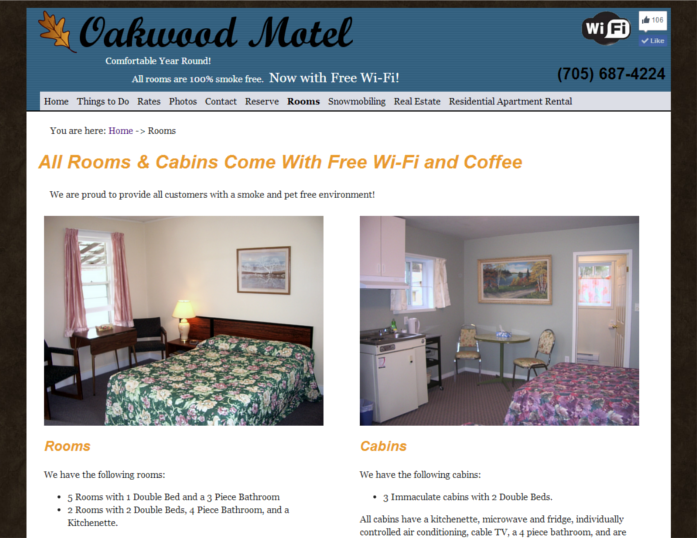 Oakwood Motel
WiFi
166
Like
Comfortable Year Round!
All rooms are 100% smoke free. Now with Free Wi-Fi!
(705) 687-4224
Home Things to Do Rates Photos Contact Reserve Rooms Snowmobiling Real Estate Residential Apartment Rental
You are here: Home -> Rooms
All Rooms & Cabins Come With Free Wi-Fi and Coffee
We are proud to provide all customers with a smoke and pet free environment!
Rooms
We have the following rooms:
• 5 Rooms with 1 Double Bed and a 3 Piece Bathroom
• 2 Rooms with 2 Double Beds, 4 Piece Bathroom, and a
Kitchenette.
Cabins
We have the following cabins:
• 3 Immaculate cabins with 2 Double Beds.
All cabins have a kitchenette, microwave and fridge, individually
controlled air conditioning, cable TV, a 4 piece bathroom, and are